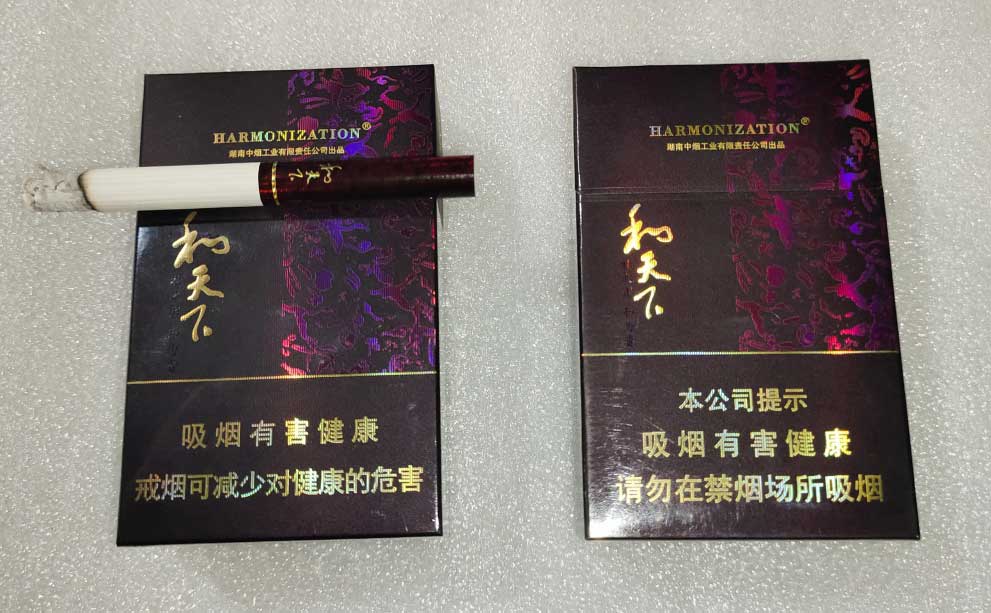 HARMONIZATION®
湖南中烟工业有限责任公司出品
和天下
和天下
吸烟有害健康
戒烟可减少对健康的危害
HARMONIZATION®
湖南中烟工业有限责任公司出品
和天下
本公司提示
吸烟有害健康
请勿在禁烟场所吸烟